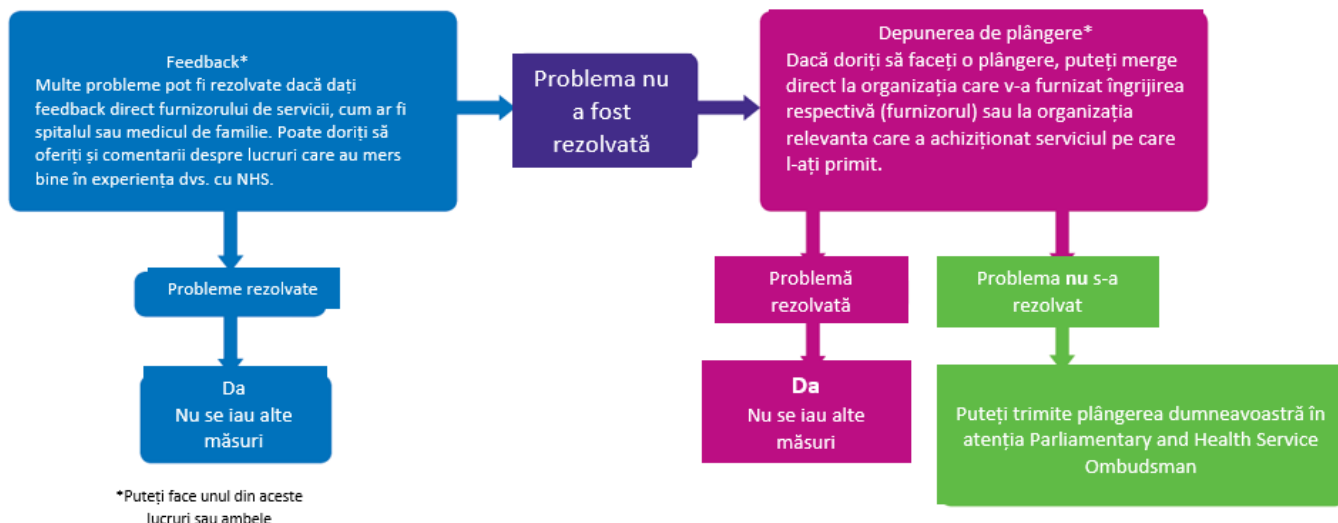 Feedback*
Multe probleme pot fi rezolvate dacă dați
feedback direct furnizorului de servicii, cum ar fi
spitalul sau medicul de familie. Poate doriți să
oferiți și comentarii despre lucruri care au mers
bine în experiența dvs. cu NHS.
Problema nu
a fost
rezolvată
Depunerea de plângere*
Dacă doriți să faceți o plângere, puteți merge
direct la organizația care v-a furnizat îngrijirea
respectivă (furnizorul) sau la organizația
relevanta care a achiziționat serviciul pe care
l-ați primit.
Probleme rezolvate
Problemă
rezolvată
Problema nu s-a
rezolvat
Da
Nu se iau alte
măsuri
Da
Nu se iau alte
măsuri
Puteți trimite plângerea dumneavoastră în
atenția Parliamentary and Health Service
Ombudsman
*Puteți face unul din aceste
lucruri sau ambele